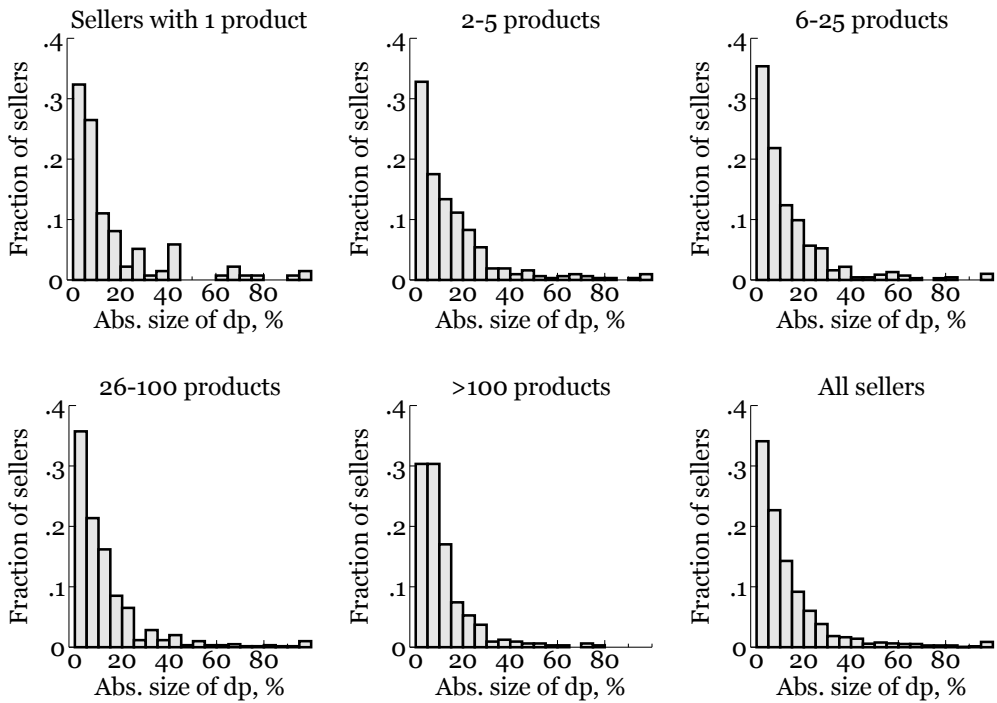 Sellers with 1 product
2-5 products
6-25 products
Fraction of sellers
.4
.3
.2
.1
0
0 20 40 60 80
Abs. size of dp, %
Fraction of sellers
.4
.3
.2
.1
0
0 20 40 60 80
Abs. size of dp, %
Fraction of sellers
.4
.3
.2
.1
0
0 20 40 60 80
Abs. size of dp, %
26-100 products
>100 products
All sellers
Fraction of sellers
.4
.3
.2
.1
0
0 20 40 60 80
Abs. size of dp, %
Fraction of sellers
.4
.3
.2
.1
0
0 20 40 60 80
Abs. size of dp, %
Fraction of sellers
.4
.3
.2
.1
0
0 20 40 60 80
Abs. size of dp, %